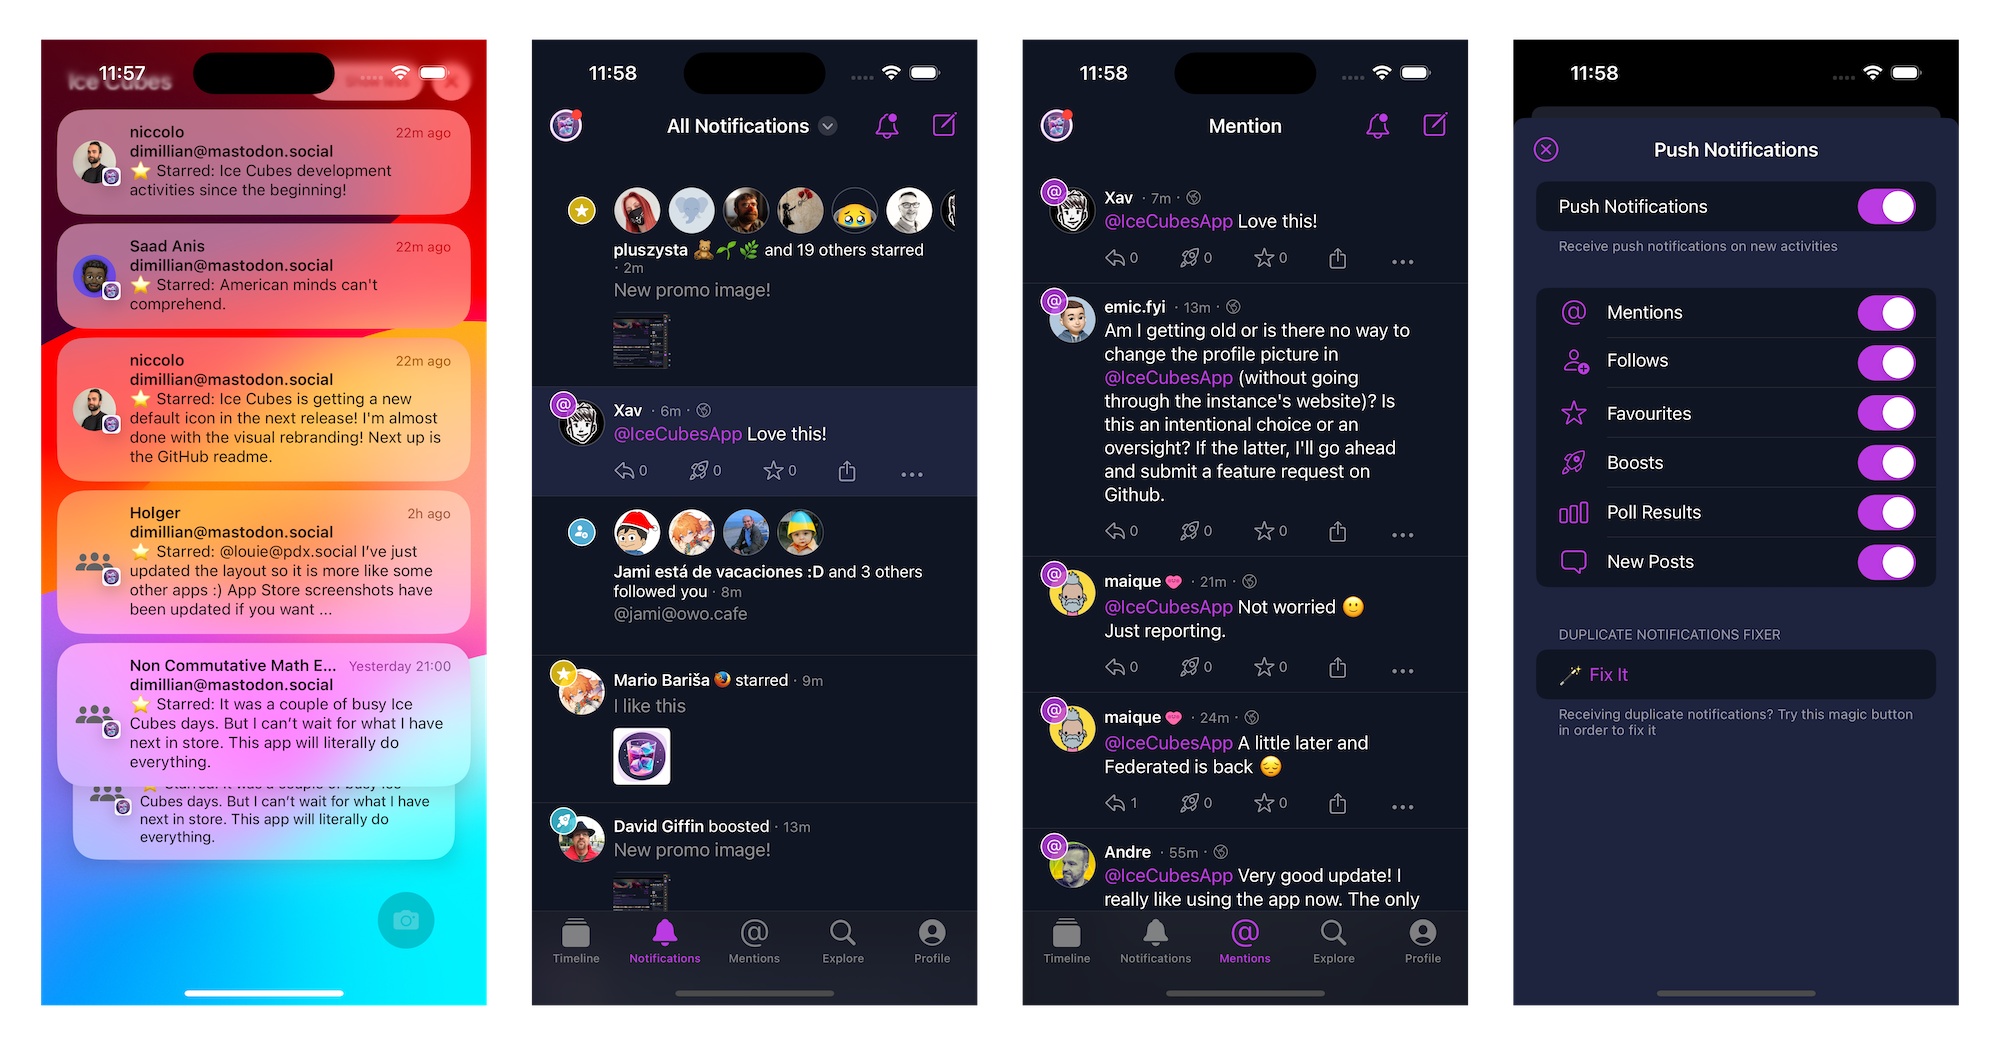 11:57
Ice Cubes
niccolo
22m ago
dimillian@mastodon.social
⭐ Starred: Ice Cubes development
activities since the beginning!
Saad Anis
22m ago
dimillian@mastodon.social
⭐ Starred: American minds can't
comprehend.
niccolo
22m ago
dimillian@mastodon.social
⭐ Starred: Ice Cubes is getting a new
default icon in the next release! I'm almost
done with the visual rebranding! Next up is
the GitHub readme.
Holger
2h ago
dimillian@mastodon.social
⭐ Starred: @louie@pdx.social I've just
updated the layout so it is more like some
other apps :) App Store screenshots have
been updated if you want ...
Non Commutative Math E...
Yesterday 21:00
dimillian@mastodon.social
⭐ Starred: It was a couple of busy Ice
Cubes days. But I can't wait for what I have
next in store. This app will literally do
everything.
⭐ Starred: It was a couple of busy Ice
Cubes days. But I can't wait for what I have
next in store. This app will literally do
everything.
11:58
All Notifications
pluszysta 🧸🌱🌿 and 19 others starred
· 2m
New promo image!
Xav · 6m ·
@IceCubesApp Love this!
0 0 0
Jami está de vacaciones :D and 3 others
followed you · 8m
@jami@owo.cafe
Mario Bariša starred · 9m
I like this
David Giffin boosted · 13m
New promo image!
Timeline
Notifications
Mentions
Explore
Profile
11:58
Mention
Xav · 7m ·
@IceCubesApp Love this!
0 0 0
emic.fyi · 13m ·
Am I getting old or is there no way to
change the profile picture in
@IceCubesApp (without going
through the instance's website)? Is
this an intentional choice or an
oversight? If the latter, I'll go ahead
and submit a feature request on
Github.
0 0 0
maique · 21m ·
@IceCubesApp Not worried 🙂
Just reporting.
0 0 0
maique · 24m ·
@IceCubesApp A little later and
Federated is back 😔
1 0 0
Andre · 55m ·
@IceCubesApp Very good update! I
really like using the app now. The only
Timeline
Notifications
Mentions
Explore
Profile
11:58
Push Notifications
Push Notifications
Receive push notifications on new activities
Mentions
Follows
Favourites
Boosts
Poll Results
New Posts
DUPLICATE NOTIFICATIONS FIXER
Fix It
Receiving duplicate notifications? Try this magic button
in order to fix it